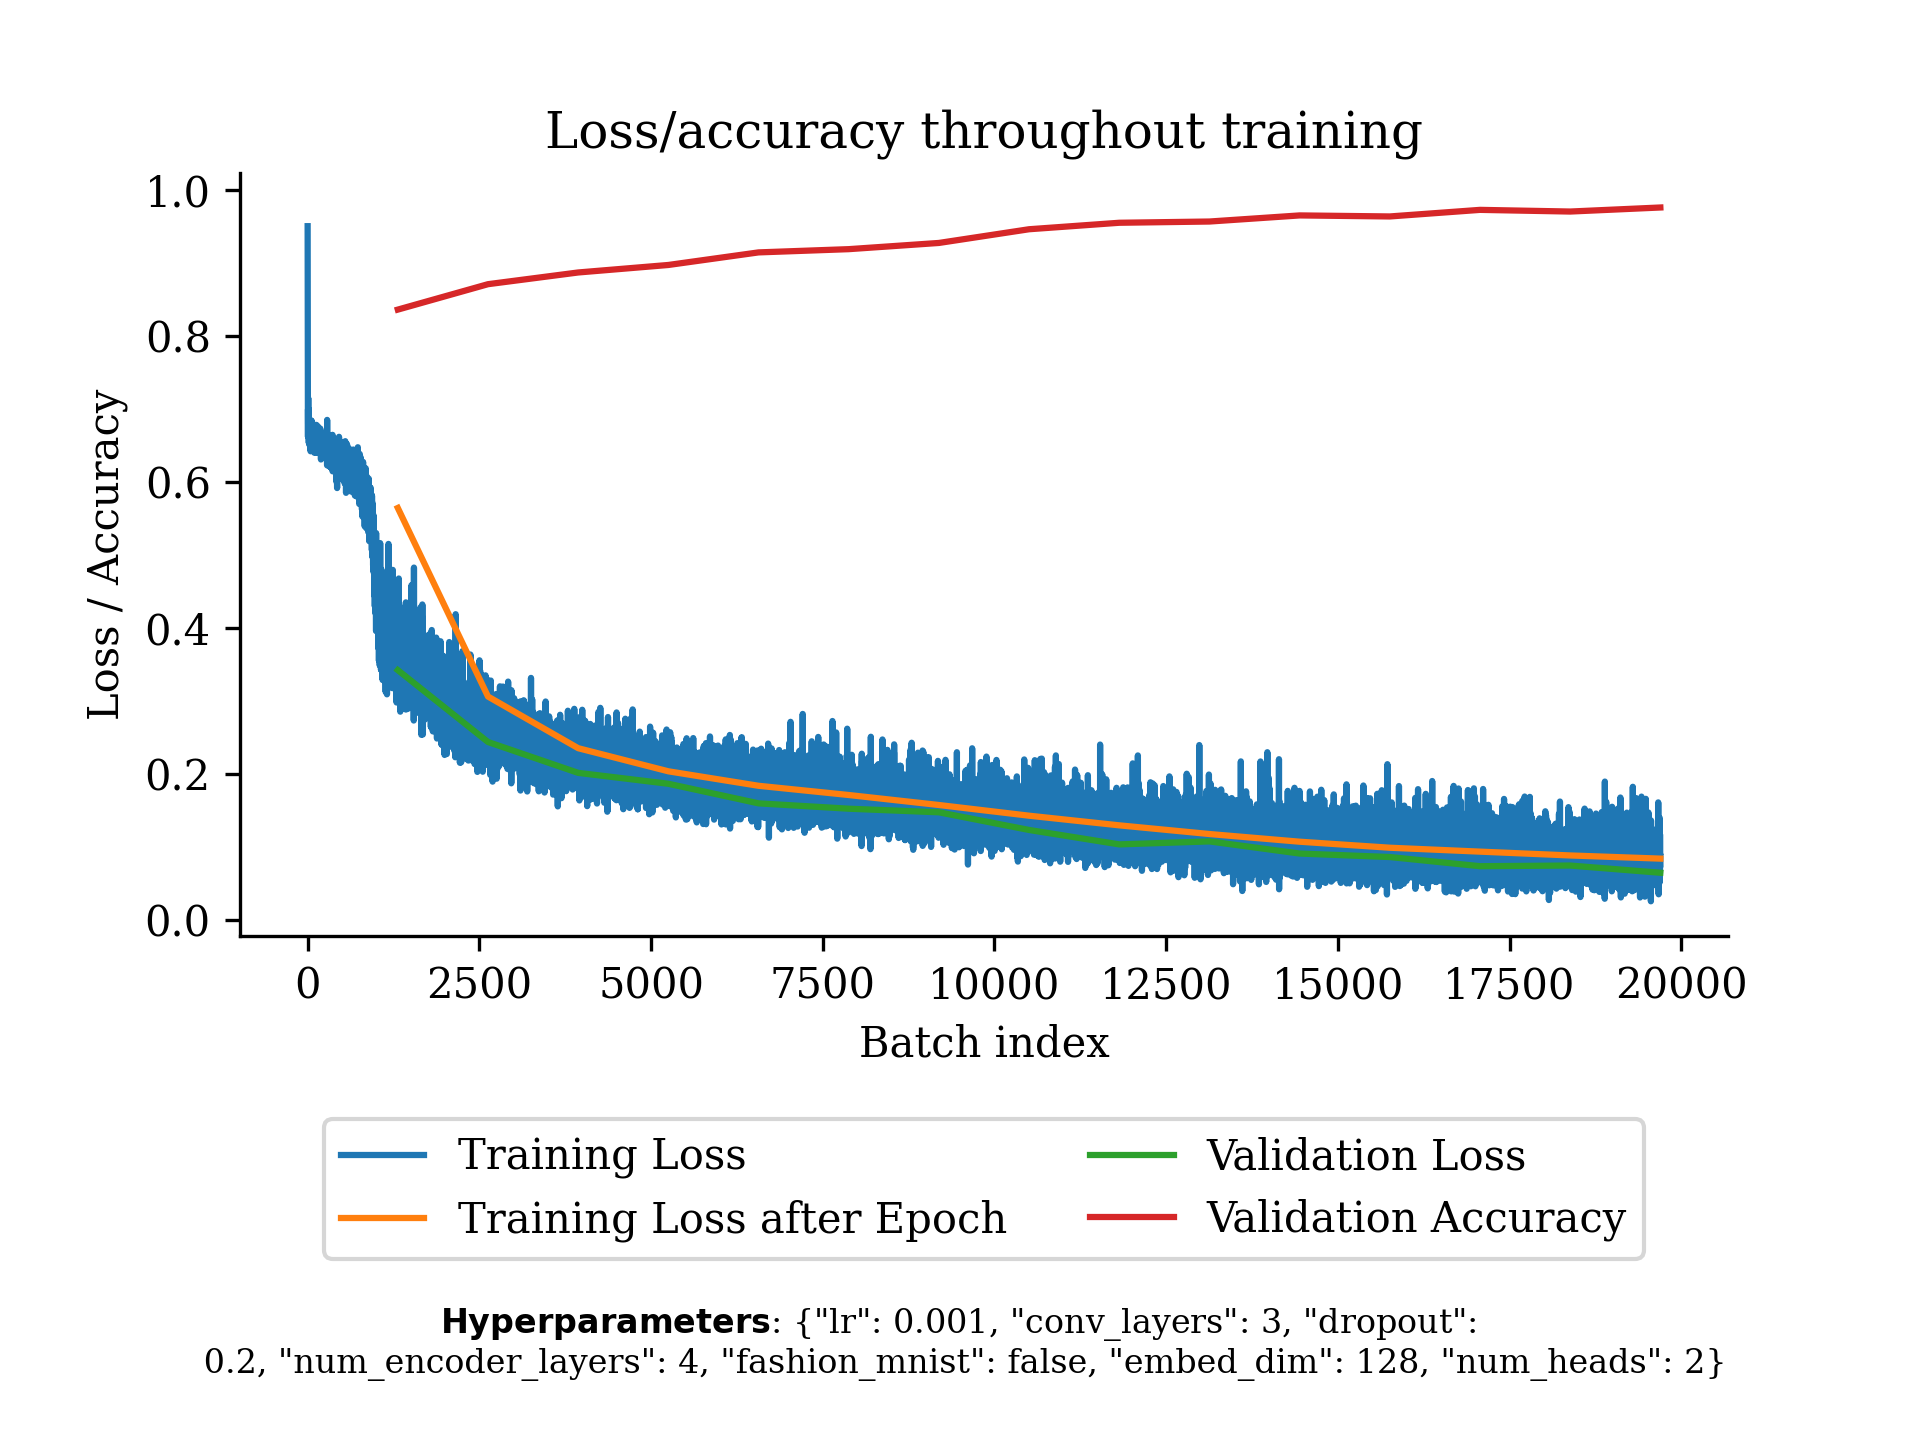 Loss/accuracy throughout training
1.0
0.8
0.6
0.4
0.2
0.0
Loss / Accuracy
0 2500 5000 7500 10000 12500 15000 17500 20000
Batch index
Training Loss
Training Loss after Epoch
Validation Loss
Validation Accuracy
Hyperparameters: {"lr": 0.001, "conv_layers": 3, "dropout":
0.2, "num_encoder_layers": 4, "fashion_mnist": false, "embed_dim": 128, "num_heads": 2}